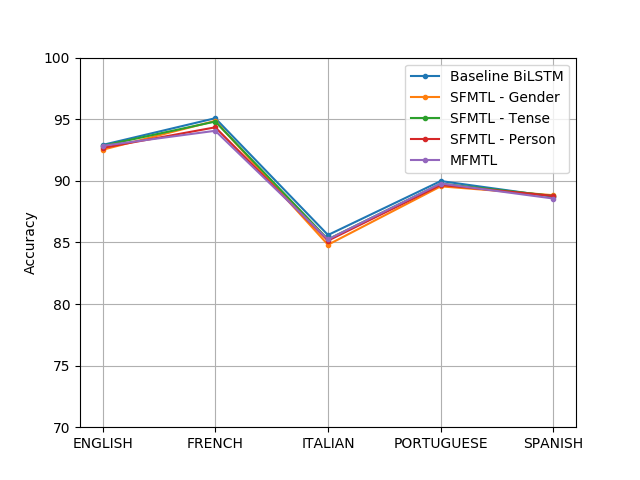 100
95
90
85
80
75
70
Accuracy
ENGLISH
FRENCH
ITALIAN
PORTUGUESE
SPANISH
Baseline BiLSTM
SFMTL - Gender
SFMTL - Tense
SFMTL - Person
MFMTL